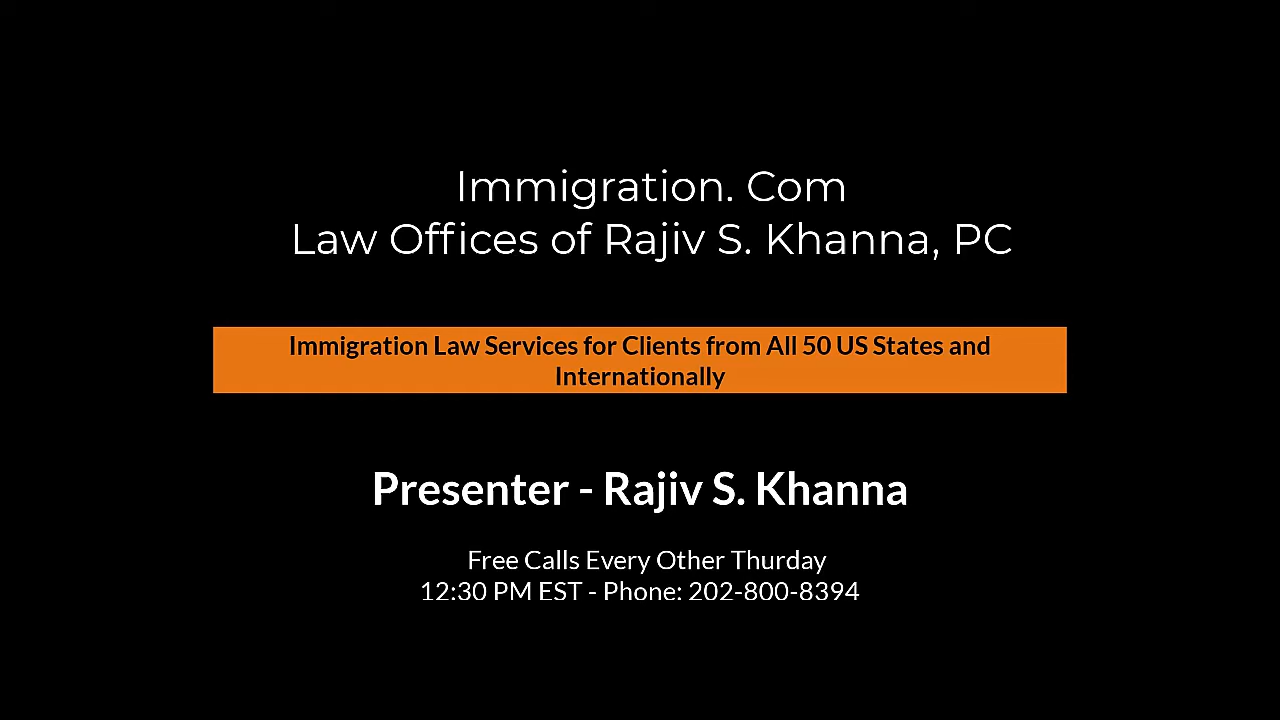 Immigration. Com
Law Offices of Rajiv S. Khanna, PC
Immigration Law Services for Clients from All 50 US States and
Internationally
Presenter - Rajiv S. Khanna
Free Calls Every Other Thurday
12:30 PM EST - Phone: 202-800-8394